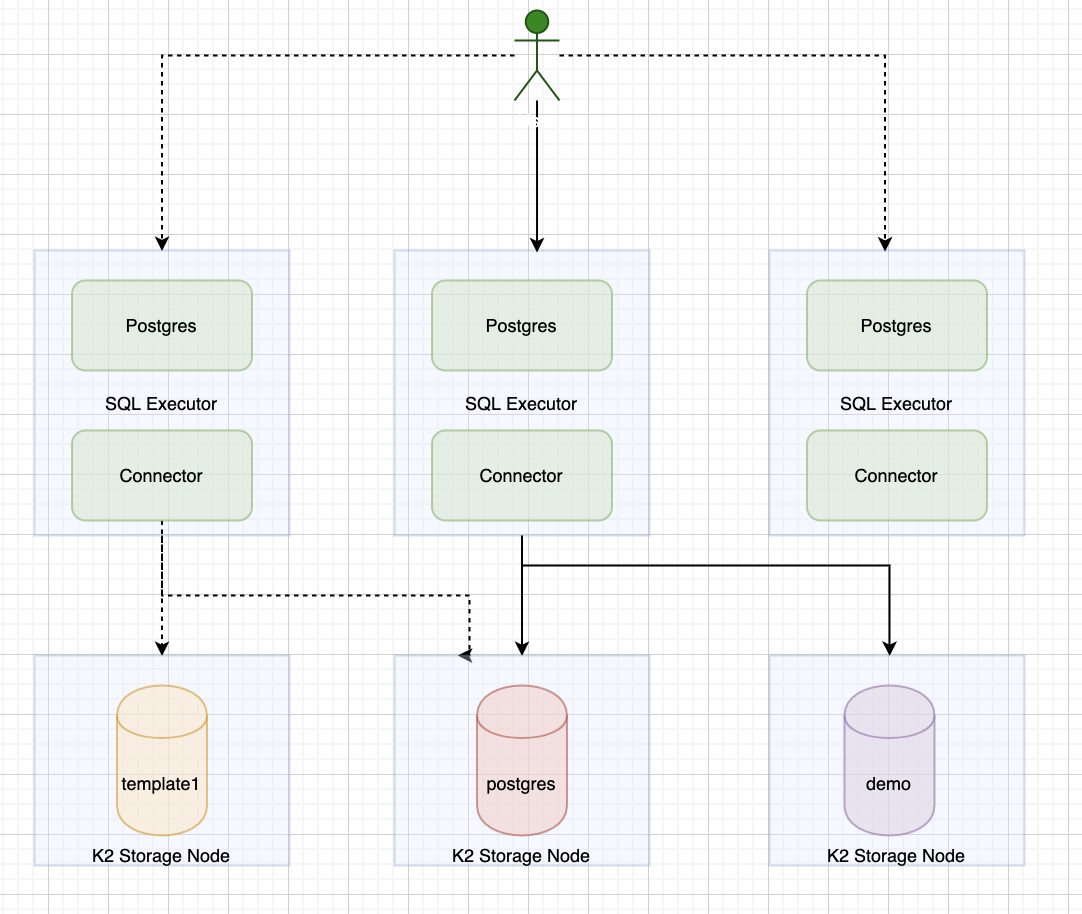 Postgres
Postgres
Postgres
SQL Executor
SQL Executor
SQL Executor
Connector
Connector
Connector
template1
postgres
demo
K2 Storage Node
K2 Storage Node
K2 Storage Node